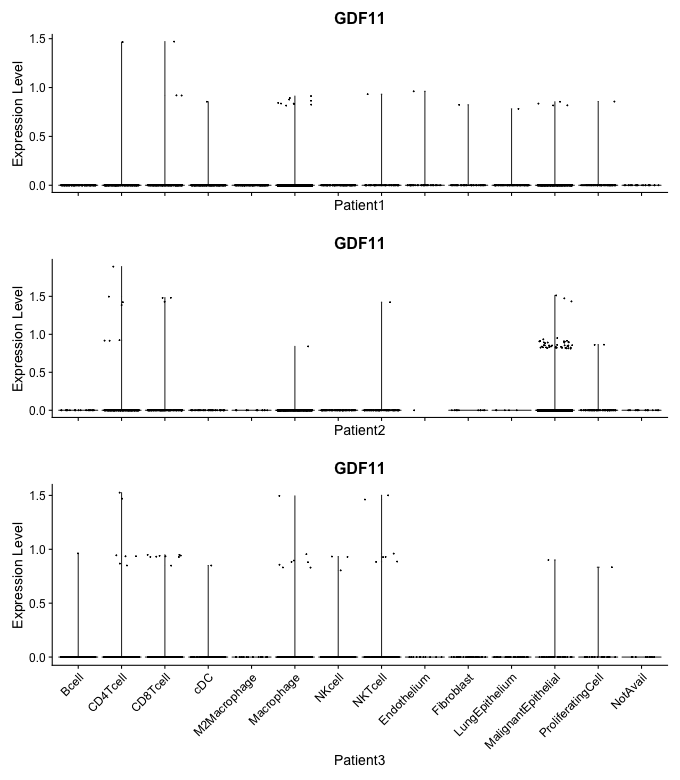 GDF11
Expression Level
1.5
1.0
0.5
0.0
Patient1
GDF11
Expression Level
1.5
1.0
0.5
0.0
Patient2
GDF11
Expression Level
1.5
1.0
0.5
0.0
Bcell
CD4Tcell
CD8Tcell
cDC
M2Macrophage
Macrophage
NKcell
NKTcell
Endothelium
Fibroblast
LungEpithelium
MalignantEpithelial
ProliferatingCell
NotAvail
Patient3